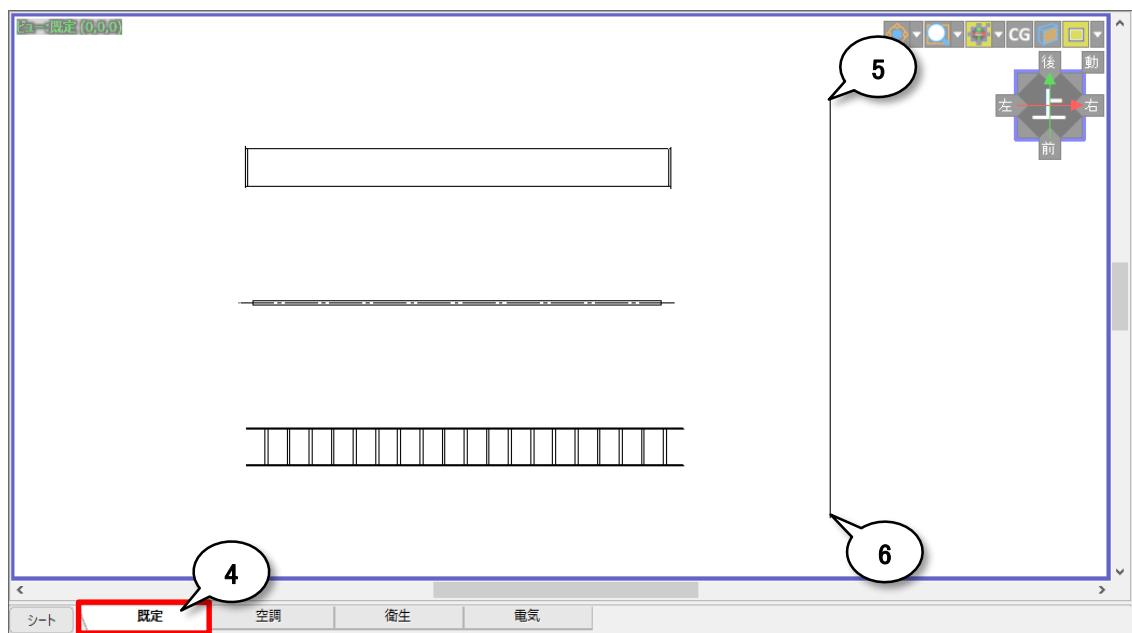 ビュー:既定 (0,0,0)
CG
5
後
動
左
上
右
前
4
6
シート
既定
空調
衛生
電気